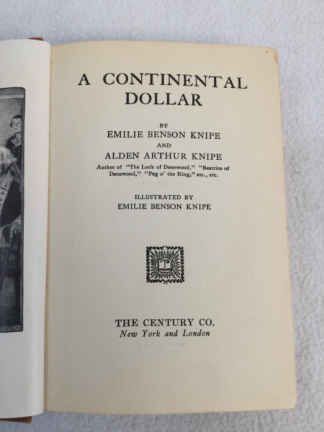 A CONTINENTAL
DOLLAR
BY
EMILIE BENSON KNIPE
AND
ALDEN ARTHUR KNIPE
Author of "The Luck of Denewood," "Beatrice of
Denewood," "Peg o' the Ring," etc., etc.
ILLUSTRATED BY
EMILIE BENSON KNIPE
THE CENTURY CO.
New York and London